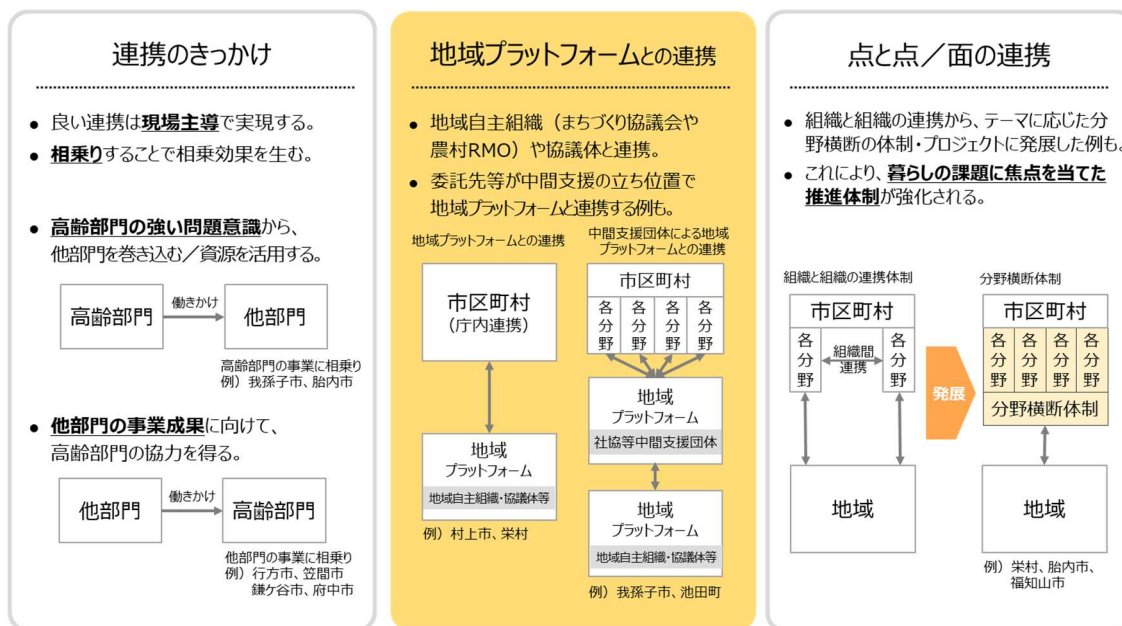 連携のきっかけ
● 良い連携は現場主導で実現する。
● 相乗りすることで相乗効果を生む。
● 高齢部門の強い問題意識から、
他部門を巻き込む／資源を活用する。
高齢部門
働きかけ
他部門
高齢部門の事業に相乗り
例）我孫子市、胎内市
● 他部門の事業成果に向けて、
高齢部門の協力を得る。
他部門
働きかけ
高齢部門
他部門の事業に相乗り
例）行方市、笠間市
鎌ケ谷市、府中市
地域プラットフォームとの連携
● 地域自主組織（まちづくり協議会や
農村RMO）や協議体と連携。
● 委託先等が中間支援の立ち位置で
地域プラットフォームと連携する例も。
地域プラットフォームとの連携
市区町村
（庁内連携）
地域
プラットフォーム
地域自主組織・協議体等
例）村上市、栄村
中間支援団体による地域
プラットフォームとの連携
市区町村
各分野 各分野 各分野 各分野
地域
プラットフォーム
社協等中間支援団体
地域
プラットフォーム
地域自主組織・協議体等
例）我孫子市、池田町
点と点／面の連携
● 組織と組織の連携から、テーマに応じた分
野横断の体制・プロジェクトに発展した例も。
● これにより、暮らしの課題に焦点を当てた
推進体制が強化される。
組織と組織の連携体制
市区町村
各分野
組織間
連携
各分野
地域
発展
分野横断体制
市区町村
各分野 各分野 各分野 各分野
分野横断体制
地域
例）栄村、胎内市、
福知山市